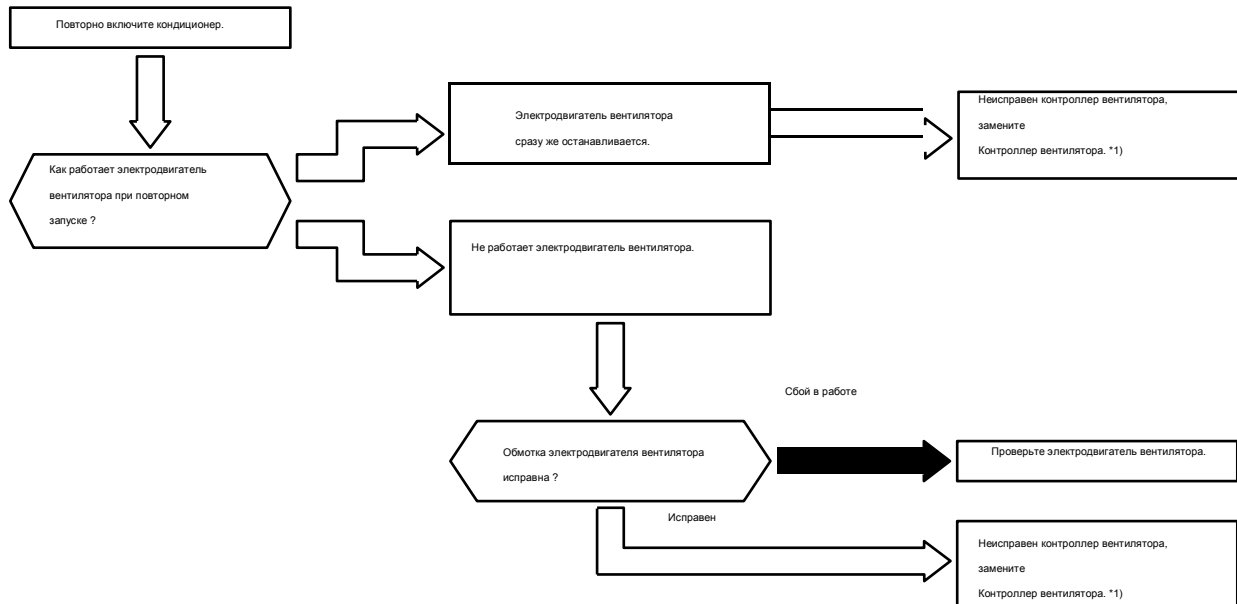 Повторно включите кондиционер.
Электродвигатель вентилятора
сразу же останавливается.
Неисправен контроллер вентилятора,
замените
Контроллер вентилятора. *1)
Как работает электродвигатель
вентилятора при повторном
запуске ?
Не работает электродвигатель вентилятора.
Сбой в работе
Обмотка электродвигателя вентилятора
исправна ?
Проверьте электродвигатель вентилятора.
Исправен
Неисправен контроллер вентилятора,
замените
Контроллер вентилятора. *1)